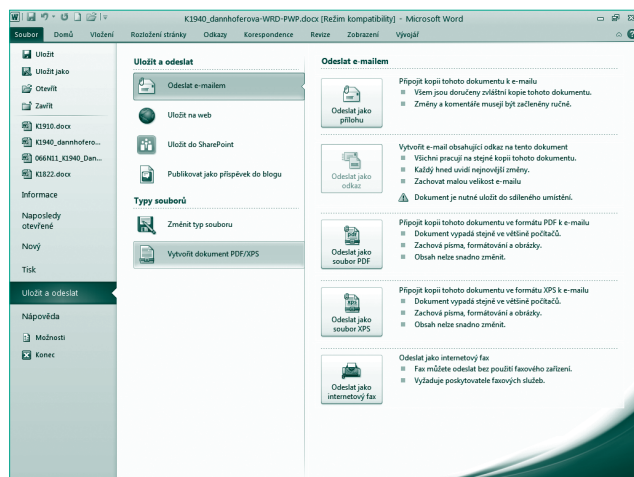 K1940_dannhoferova-WRD-PWP.docx [Režim kompatibility] - Microsoft Word
Soubor Domů Vložení Rozložení stránky Odkazy Korespondence Revize Zobrazení Vývojář
Uložit
Uložit jako
Otevřít
Zavřít
K1910.docx
K1940_dannhofero...
066N11_K1940_Dan...
K1822.docx
Informace
Naposledy
otevřené
Nový
Tisk
Uložit a odeslat
Nápověda
Možnosti
Konec
Uložit a odeslat
Odeslat e-mailem
Uložit na web
Uložit do SharePoint
Publikovat jako příspěvek do blogu
Typy souborů
Změnit typ souboru
Vytvořit dokument PDF/XPS
Odeslat e-mailem
Odeslat jako
přílohu
Připojit kopii tohoto dokumentu k e-mailu
Všem jsou doručeny zvláštní kopie tohoto dokumentu.
Změny a komentáře musejí být začleněny ručně.
Odeslat jako
odkaz
Vytvořit e-mail obsahující odkaz na tento dokument
Všichni pracují na stejné kopii tohoto dokumentu.
Každý hned uvidí nejnovější změny.
Zachovat malou velikost e-mailu
Dokument je nutné uložit do sdíleného umístění.
Odeslat jako
soubor PDF
Připojit kopii tohoto dokumentu ve formátu PDF k e-mailu
Dokument vypadá stejně ve většině počítačů.
Zachová písma, formátování a obrázky.
Obsah nelze snadno změnit.
Odeslat jako
soubor XPS
Připojit kopii tohoto dokumentu ve formátu XPS k e-mailu
Dokument vypadá stejně ve většině počítačů.
Zachová písma, formátování a obrázky.
Obsah nelze snadno změnit.
Odeslat jako
internetový fax
Odeslat jako internetový fax
Fax můžete odeslat bez použití faxového zařízení.
Vyžaduje poskytovatele faxových služeb.